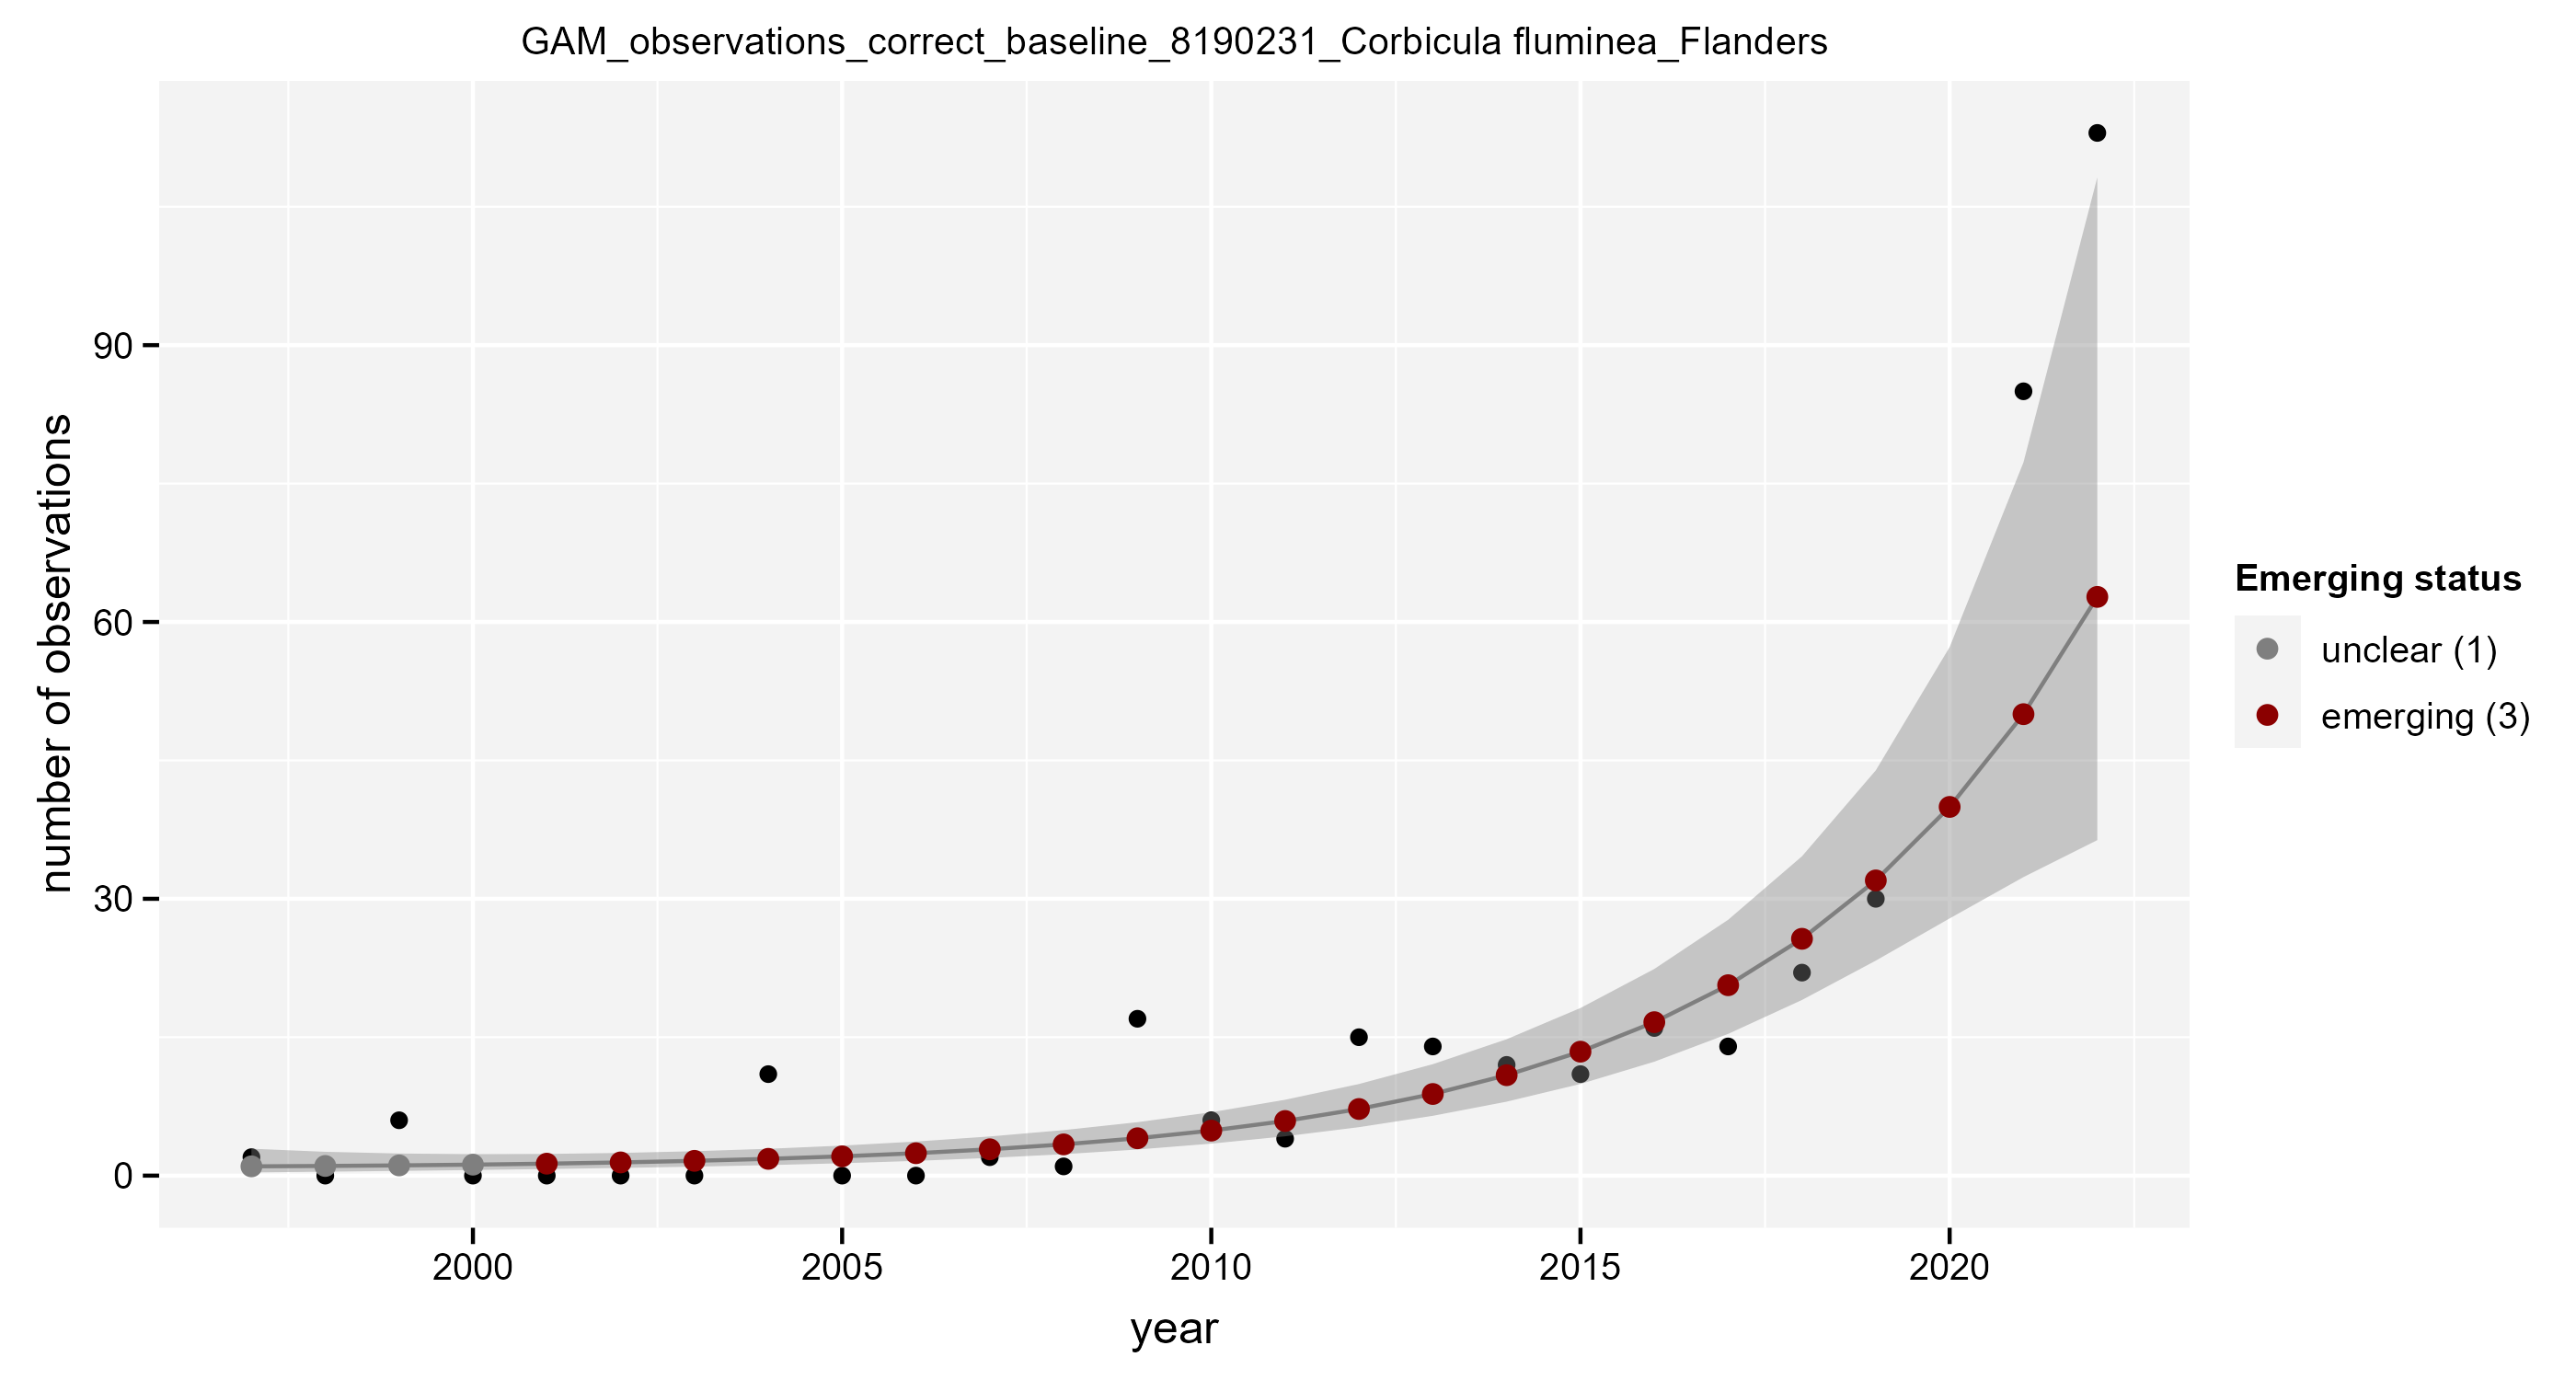 GAM_observations_correct_baseline_8190231_Corbicula fluminea_Flanders
number of observations
90
60
30
0
2000 2005 2010 2015 2020
year
Emerging status
unclear (1)
emerging (3)